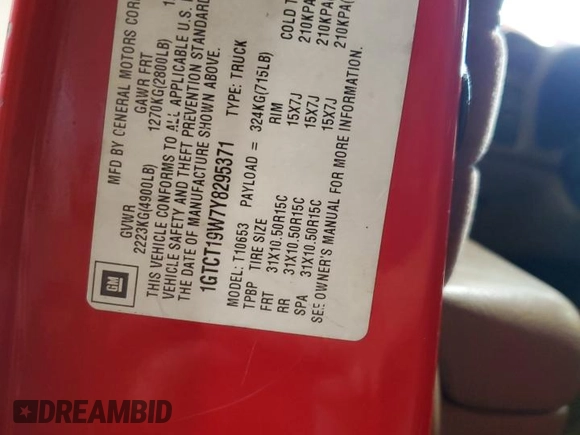 MFD BY GENERAL MOTORS COR
GVWR GAWR FRT
2223KG(4900LB) 1270KG(2800LB)
THIS VEHICLE CONFORMS TO ALL APPLICABLE U.S.
VEHICLE SAFETY AND THEFT PREVENTION STANDARD
THE DATE OF MANUFACTURE SHOWN ABOVE.
1GTCT19W7Y8295371 TYPE: TRUCK
MODEL: T10653 PAYLOAD = 324KG(715LB)
TPBP TIRE SIZE RIM COLD T
FRT 31X10.50R15C 15X7J 210KPA
RR 31X10.50R15C 15X7J 210KPA(
SPA 31X10.50R15C 15X7J 210KPA(
SEE OWNER'S MANUAL FOR MORE INFORMATION.
GM
DREAMBID